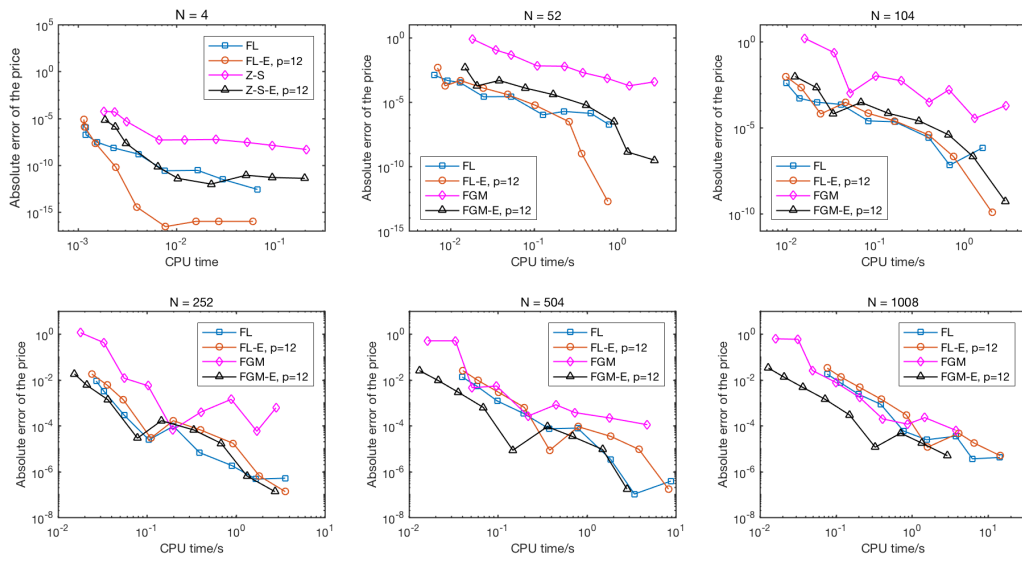 N = 4
10^5
10^0
10^-5
10^-10
10^-15
Absolute error of the price
FL
FL-E, p=12
Z-S
Z-S-E, p=12
10^-3
10^-2
10^-1
CPU time
N = 52
10^0
10^-5
10^-10
10^-15
Absolute error of the price
FL
FL-E, p=12
FGM
FGM-E, p=12
10^-2
10^-1
10^0
10^1
CPU time/s
N = 104
10^0
10^-5
10^-10
Absolute error of the price
FL
FL-E, p=12
FGM
FGM-E, p=12
10^-2
10^-1
10^0
CPU time/s
N = 252
10^0
10^-2
10^-4
10^-6
10^-8
Absolute error of the price
FL
FL-E, p=12
FGM
FGM-E, p=12
10^-2
10^-1
10^0
10^1
CPU time/s
N = 504
10^0
10^-2
10^-4
10^-6
10^-8
Absolute error of the price
FL
FL-E, p=12
FGM
FGM-E, p=12
10^-2
10^-1
10^0
10^1
CPU time/s
N = 1008
10^0
10^-2
10^-4
10^-6
10^-8
Absolute error of the price
FL
FL-E, p=12
FGM
FGM-E, p=12
10^-2
10^-1
10^0
10^1
CPU time/s